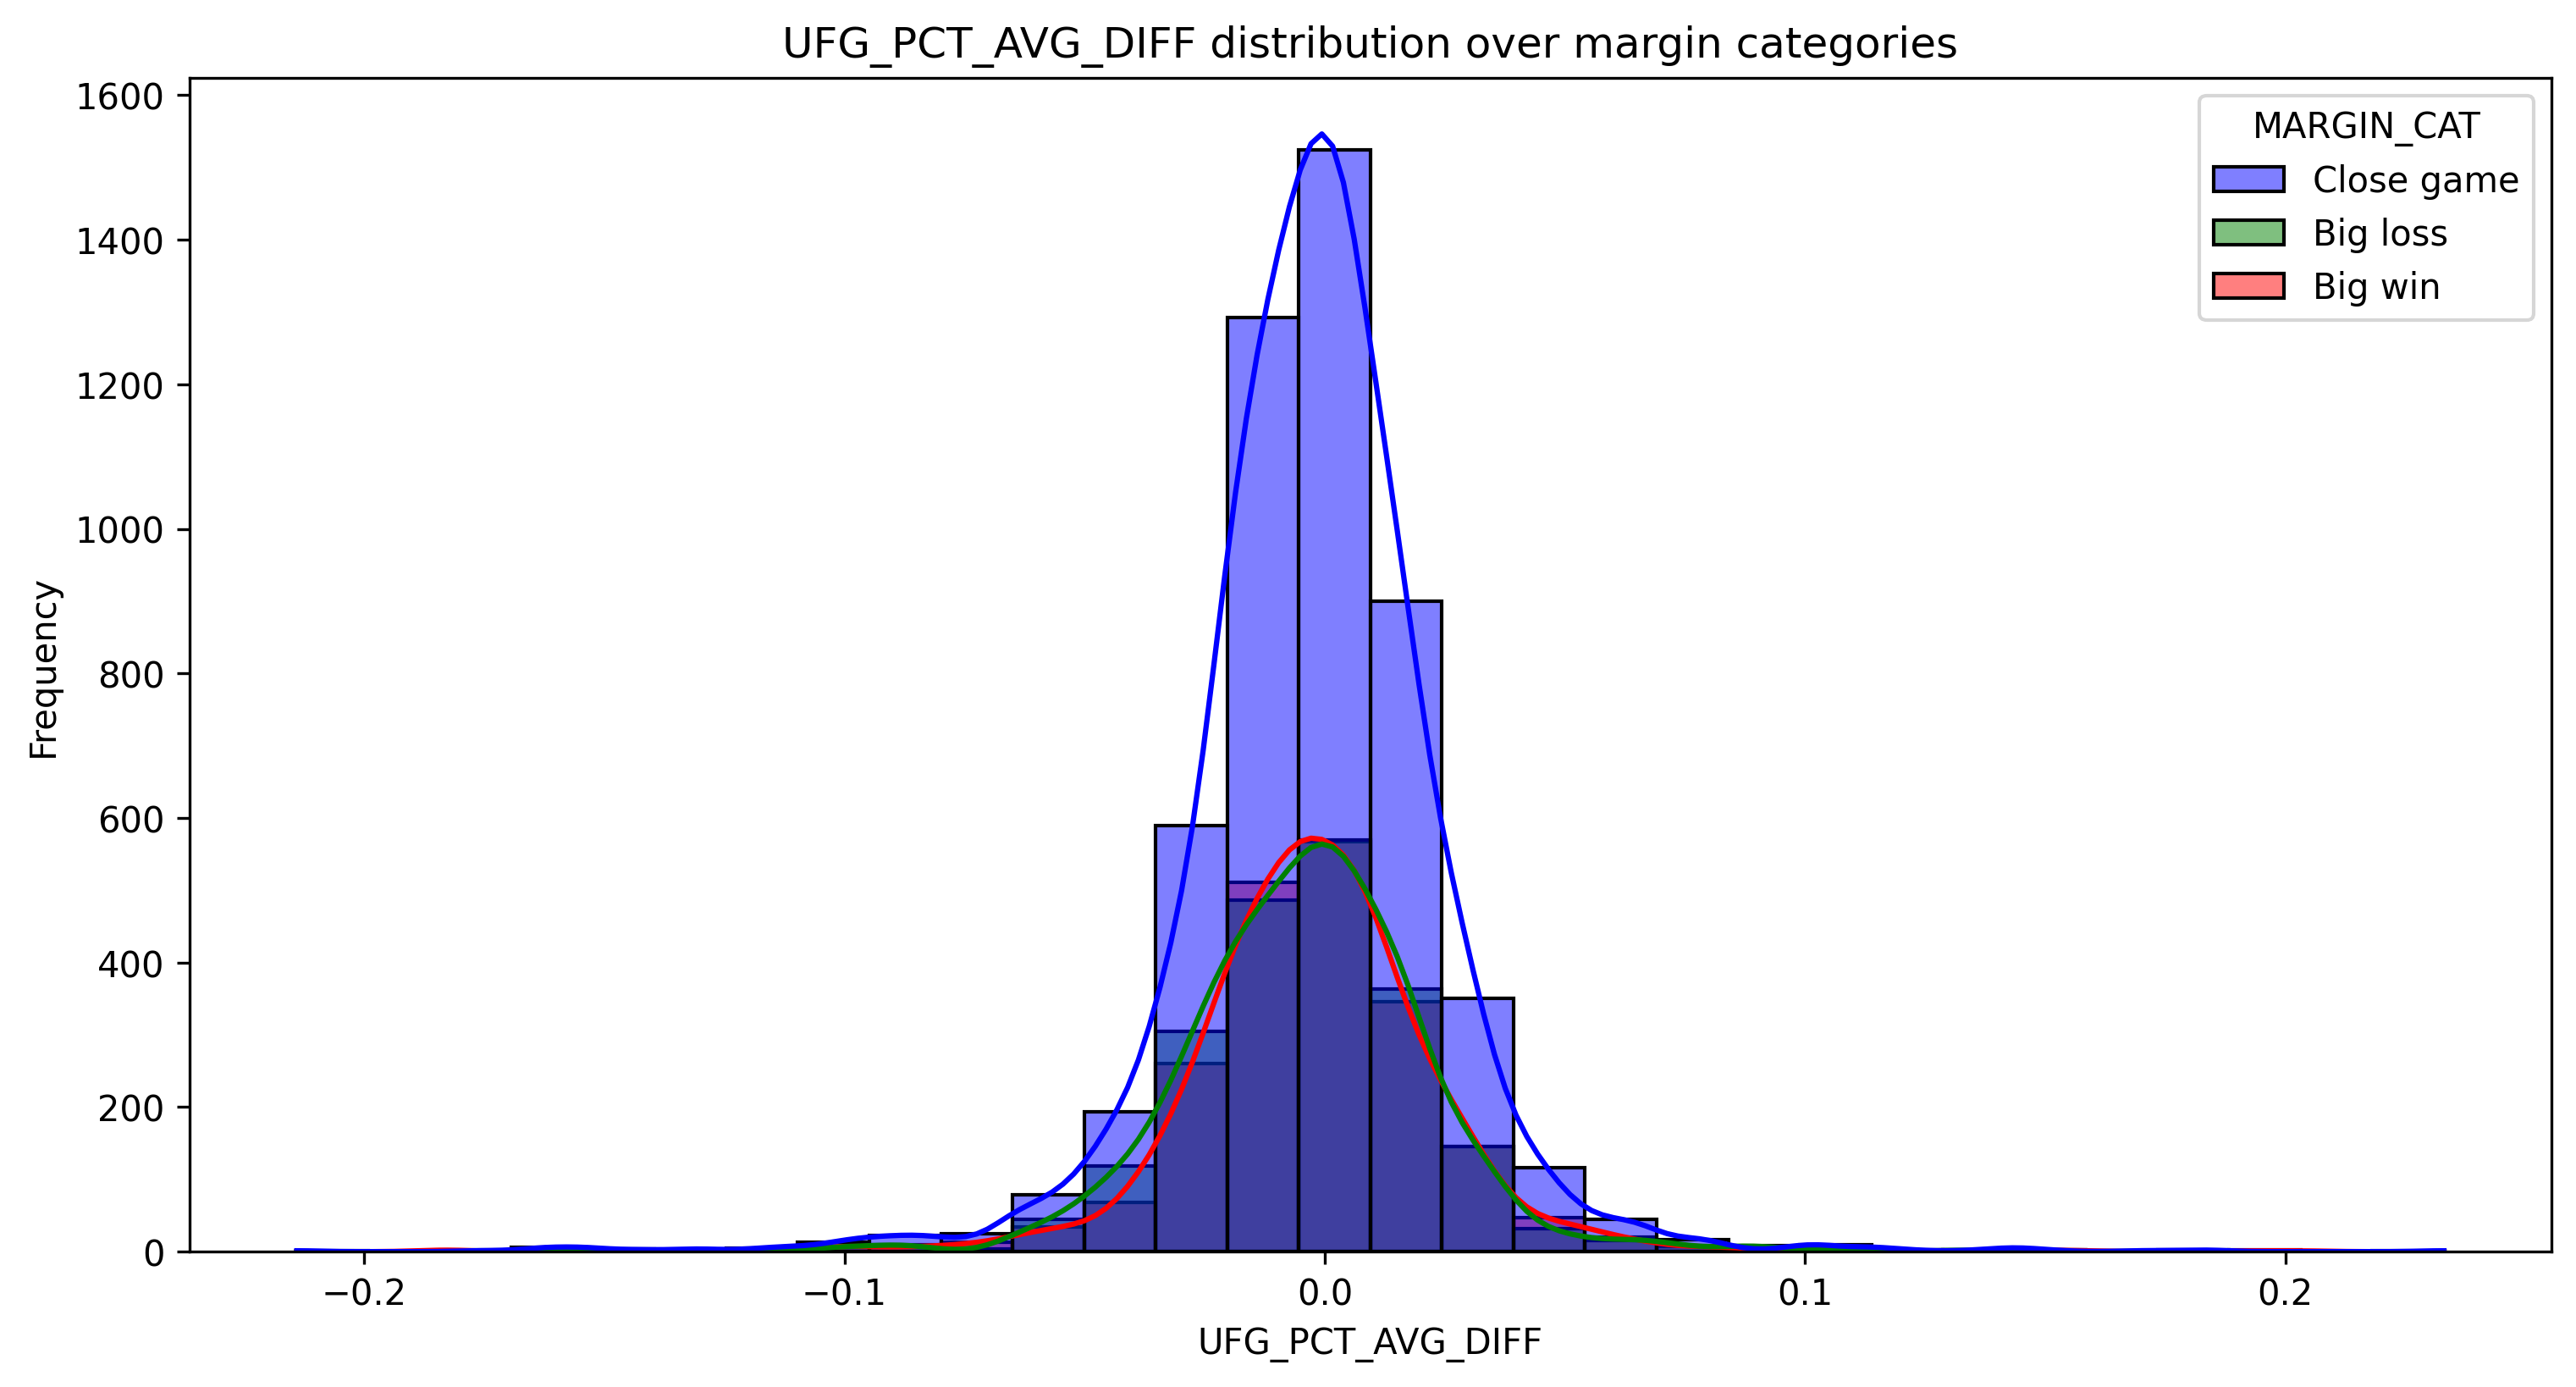 UFG_PCT_AVG_DIFF distribution over margin categories
1600
1400
1200
1000
800
600
400
200
0
Frequency
MARGIN_CAT
Close game
Big loss
Big win
−0.2
−0.1
0.0
0.1
0.2
UFG_PCT_AVG_DIFF